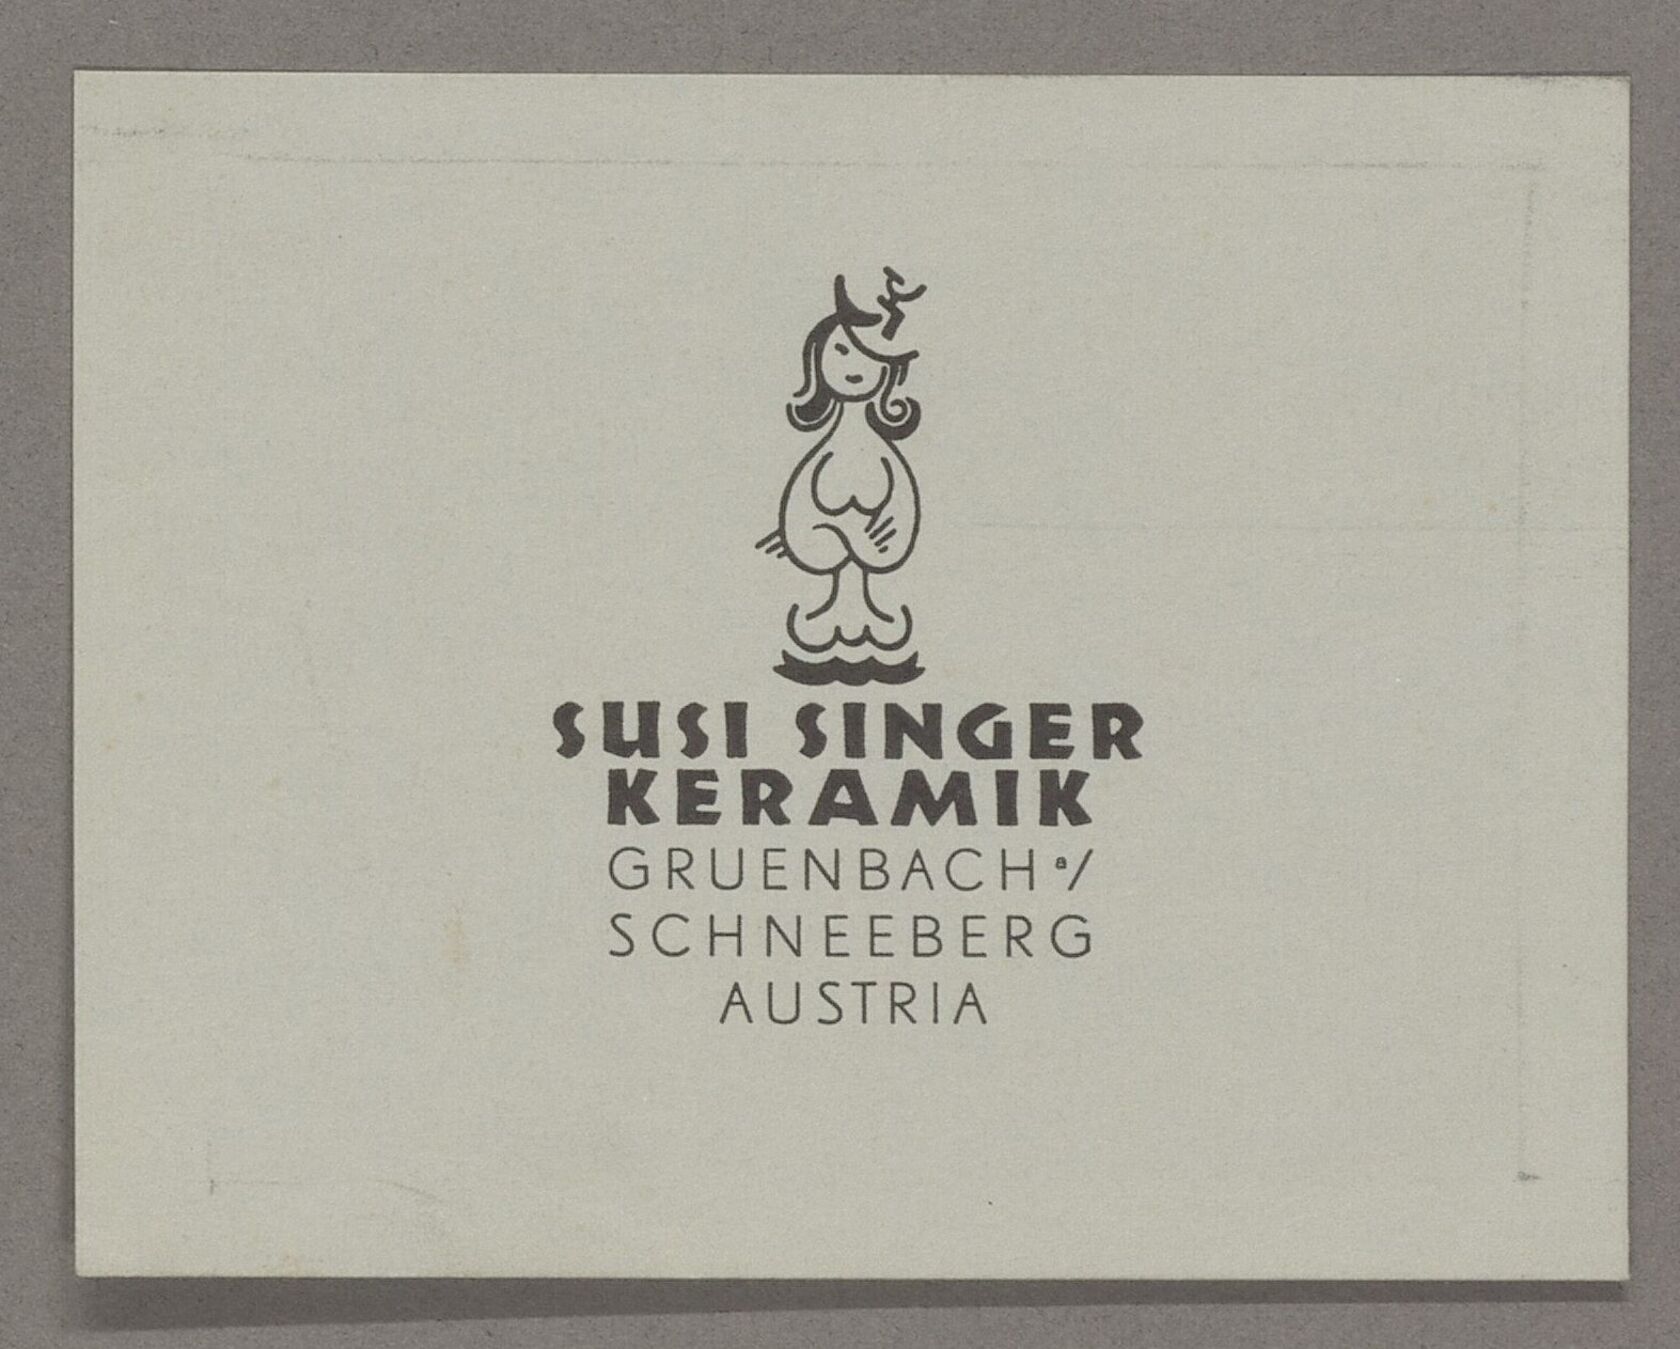 SUSI SINGER
KERAMIK
GRUENBACH a/
SCHNEEBERG
AUSTRIA